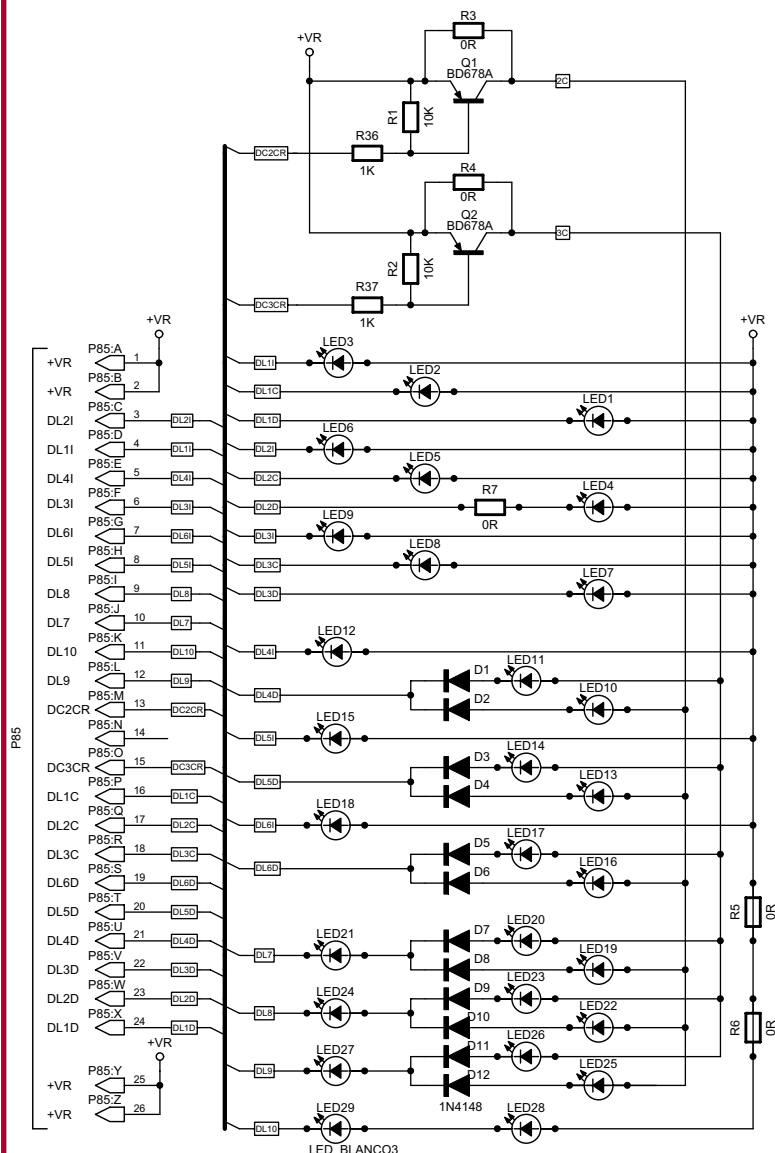 R3
+VR
0R
Q1
BD678A
2C
R1
10K
R36
DC2CR
1K
R4
0R
Q2
BD678A
3C
R2
10K
R37
DC3CR
1K
+VR
+VR
P85
+VR P85:A 1
+VR P85:B 2
DL2I P85:C 3 DL2I
DL1I P85:D 4 DL1I
DL4I P85:E 5 DL4I
DL3I P85:F 6 DL3I
DL6I P85:G 7 DL6I
DL5I P85:H 8 DL5I
DL8 P85:I 9 DL8
DL7 P85:J 10 DL7
DL10 P85:K 11 DL10
DL9 P85:L 12 DL9
DC2CR P85:M 13 DC2CR
P85:N 14
DC3CR P85:O 15 DC3CR
DL1C P85:P 16 DL1C
DL2C P85:Q 17 DL2C
DL3C P85:R 18 DL3C
DL6D P85:S 19 DL6D
DL5D P85:T 20 DL5D
DL4D P85:U 21 DL4D
DL3D P85:V 22 DL3D
DL2D P85:W 23 DL2D
DL1D P85:X 24 DL1D
+VR
+VR P85:Y 25
+VR P85:Z 26
DL1I LED3
DL1C LED2
DL1D LED1
DL2I LED6
DL2C LED5
DL2D R7 0R LED4
DL3I LED9
DL3C LED8
DL3D LED7
DL4I LED12
DL4D D1 LED11
D2 LED10
DL5I LED15
DL5D D3 LED14
D4 LED13
DL6I LED18
DL6D D5 LED17
D6 LED16
R5 0R
DL7 LED21 D7 LED20
D8 LED19
DL8 LED24 D9 LED23
D10 LED22
R6 0R
DL9 LED27 D11 LED26
D12 LED25
1N4148
DL10 LED29 LED28
LED_BLANCO3